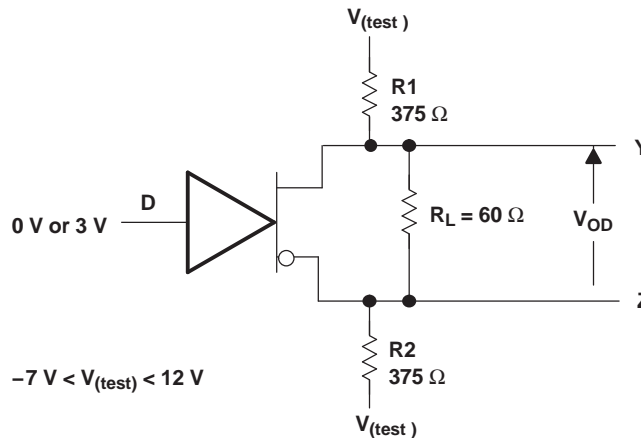 V(test)
R1
375 Ω
Y
D
0 V or 3 V
RL = 60 Ω
VOD
Z
R2
375 Ω
–7 V < V(test) < 12 V
V(test)